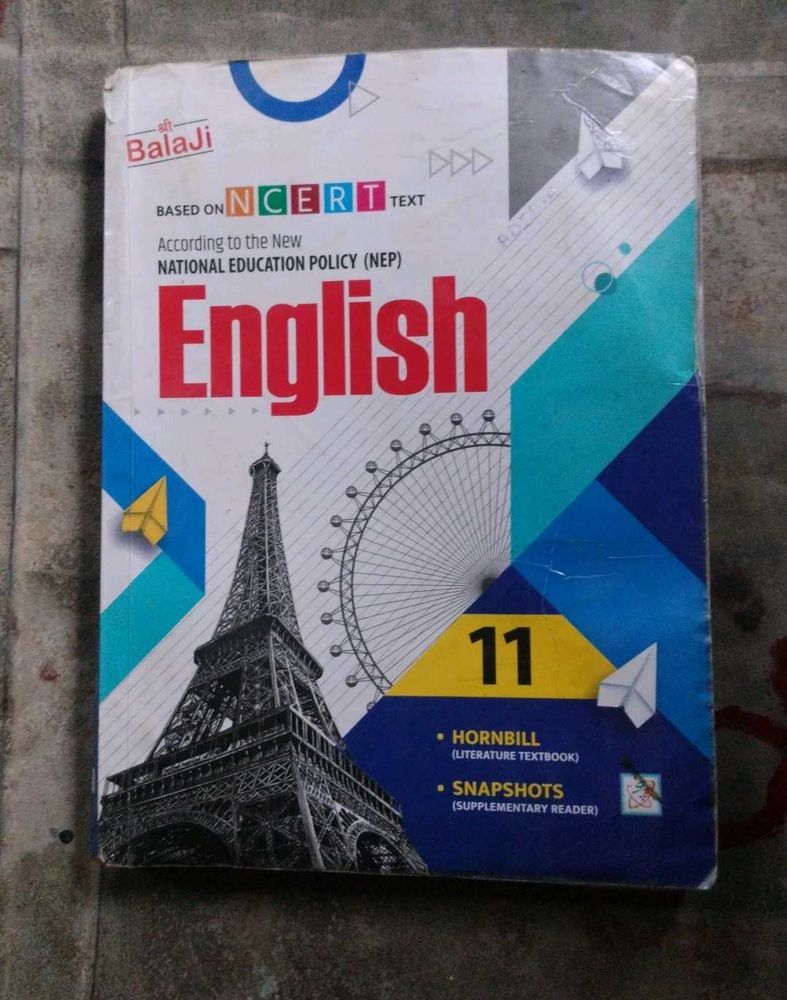 श्री
BalaJi
BASED ON NCERT TEXT
According to the New
NATIONAL EDUCATION POLICY (NEP)
English
11
• HORNBILL
(LITERATURE TEXTBOOK)
• SNAPSHOTS
(SUPPLEMENTARY READER)